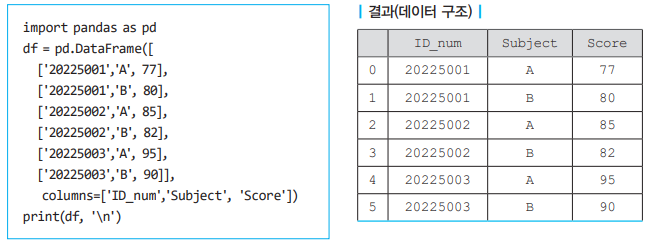 import pandas as pd
df = pd.DataFrame([
['20225001','A', 77],
['20225001','B', 80],
['20225002','A', 85],
['20225002','B', 82],
['20225003','A', 95],
['20225003','B', 90]],
columns=['ID_num','Subject', 'Score'])
print(df, '\n')
| 결과(데이터 구조) |
ID_num Subject Score
0 20225001 A 77
1 20225001 B 80
2 20225002 A 85
3 20225002 B 82
4 20225003 A 95
5 20225003 B 90